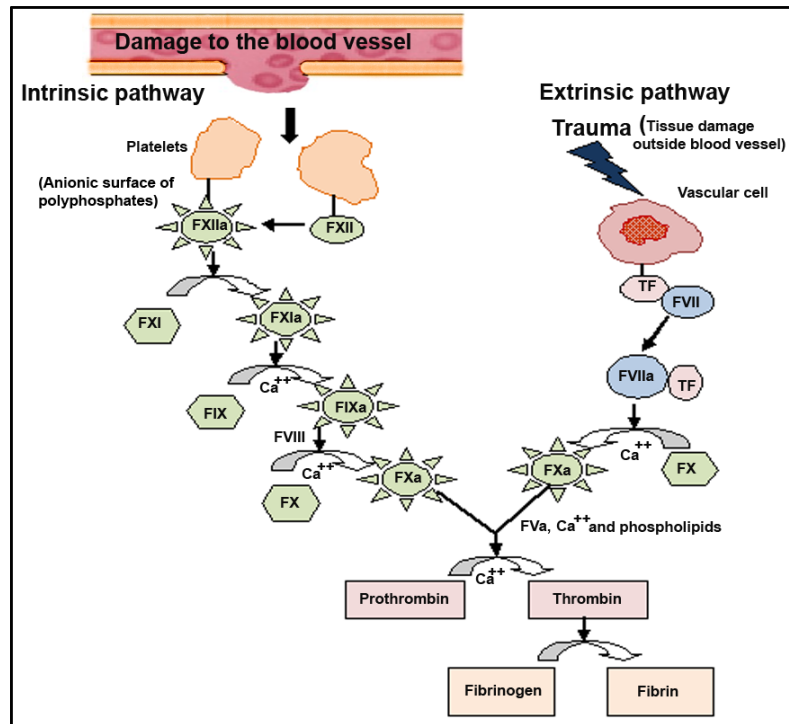 Damage to the blood vessel
Intrinsic pathway
Extrinsic pathway
Trauma (Tissue damage
outside blood vessel)
Platelets
Vascular cell
(Anionic surface of
polyphosphates)
FXIIa
FXII
TF
FVII
FXI
FXIa
FVIIa
TF
Ca++
FIX
FIXa
FVIII
Ca++
FX
FXa
FXa
Ca++
FX
FVa, Ca++ and phospholipids
Ca++
Prothrombin
Thrombin
Fibrinogen
Fibrin